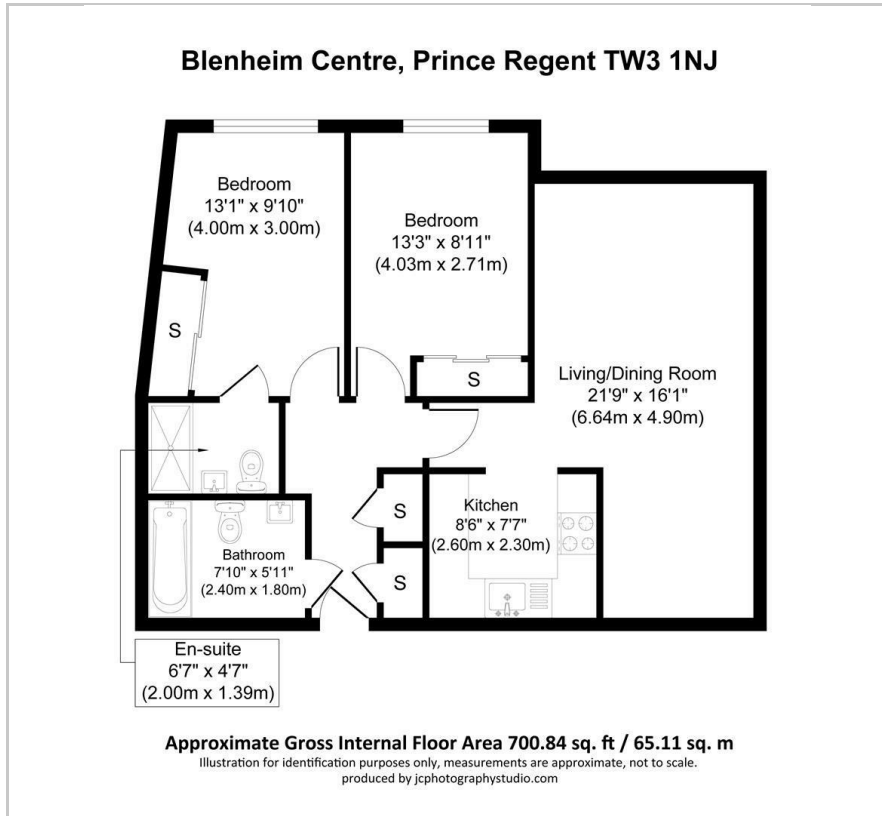 Blenheim Centre, Prince Regent TW3 1NJ
Bedroom
13'1" x 9'10"
(4.00m x 3.00m)
Bedroom
13'3" x 8'11"
(4.03m x 2.71m)
S
S
Living/Dining Room
21'9" x 16'1"
(6.64m x 4.90m)
S
Kitchen
8'6" x 7'7"
(2.60m x 2.30m)
Bathroom
7'10" x 5'11"
(2.40m x 1.80m)
S
En-suite
6'7" x 4'7"
(2.00m x 1.39m)
Approximate Gross Internal Floor Area 700.84 sq. ft / 65.11 sq. m
Illustration for identification purposes only, measurements are approximate, not to scale.
produced by jcphotographystudio.com